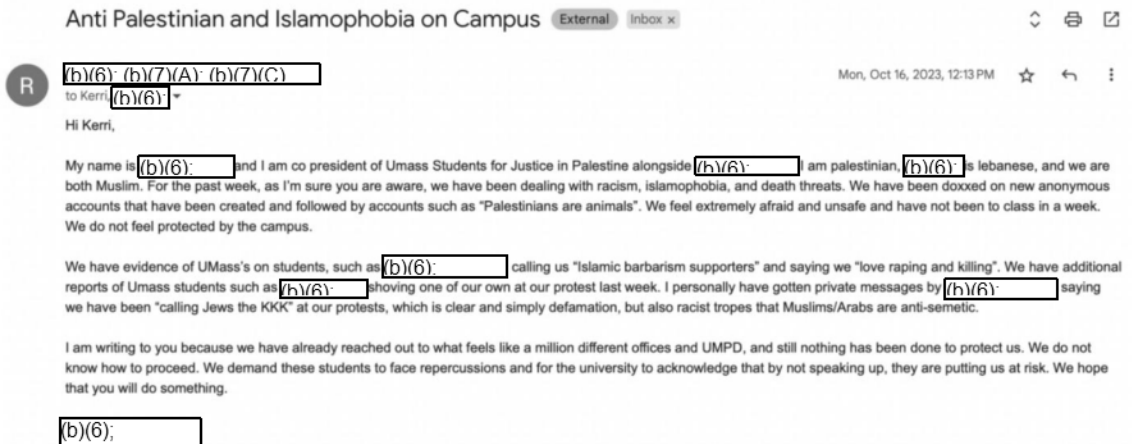 Anti Palestinian and Islamophobia on Campus External Inbox x
R
(b)(6); (b)(7)(A); (b)(7)(C)
Mon, Oct 16, 2023, 12:13 PM
to Kerri, (b)(6);
Hi Kerri,
My name is (b)(6); and I am co president of Umass Students for Justice in Palestine alongside (b)(6); I am palestinian, (b)(6); is lebanese, and we are
both Muslim. For the past week, as I'm sure you are aware, we have been dealing with racism, islamophobia, and death threats. We have been doxxed on new anonymous
accounts that have been created and followed by accounts such as "Palestinians are animals". We feel extremely afraid and unsafe and have not been to class in a week.
We do not feel protected by the campus.
We have evidence of UMass's on students, such as (b)(6); calling us "Islamic barbarism supporters" and saying we "love raping and killing". We have additional
reports of Umass students such as (b)(6); shoving one of our own at our protest last week. I personally have gotten private messages by (b)(6); saying
we have been "calling Jews the KKK" at our protests, which is clear and simply defamation, but also racist tropes that Muslims/Arabs are anti-semetic.
I am writing to you because we have already reached out to what feels like a million different offices and UMPD, and still nothing has been done to protect us. We do not
know how to proceed. We demand these students to face repercussions and for the university to acknowledge that by not speaking up, they are putting us at risk. We hope
that you will do something.
(b)(6);